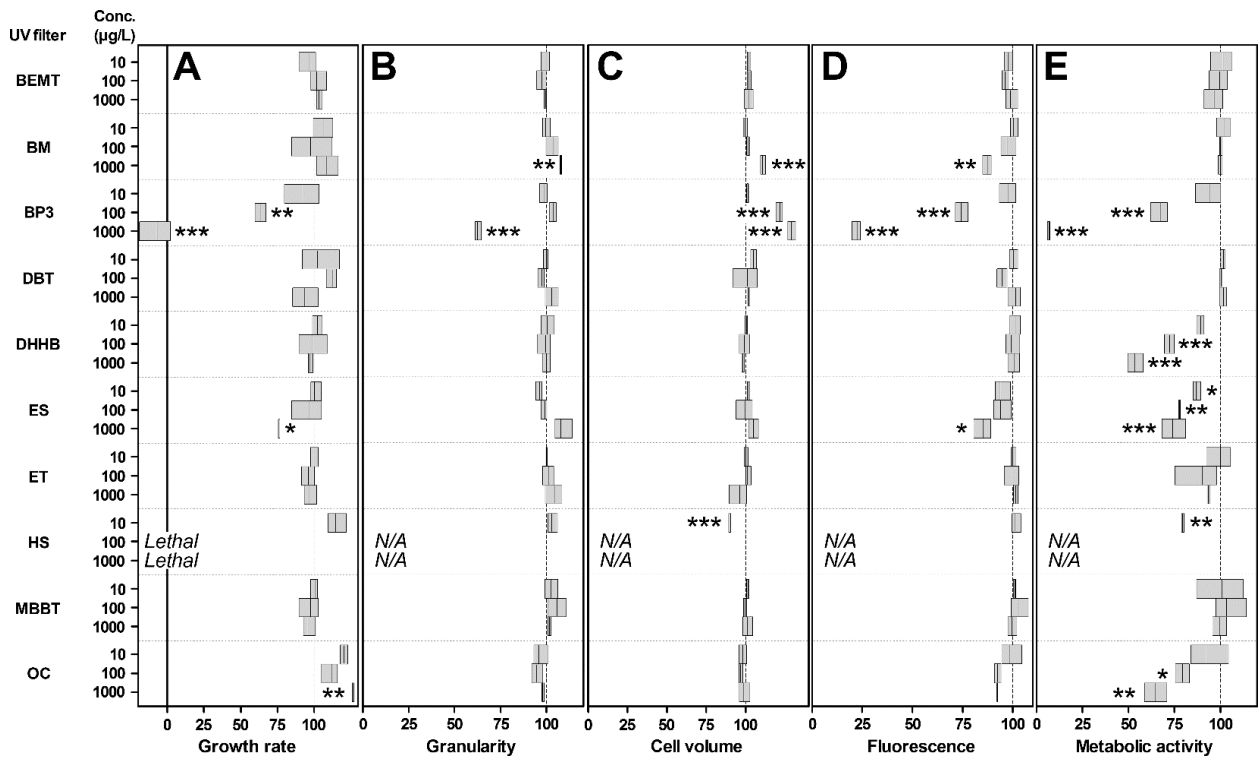 UV filter
Conc.
(µg/L)
A
B
C
D
E
BEMT
10
100
1000
BM
10
100
1000
**
***
**
BP3
10
100
**
***
***
***
1000
***
***
***
***
***
DBT
10
100
1000
DHHB
10
100
***
1000
***
ES
10
*
100
**
1000
*
*
***
ET
10
100
1000
HS
10
***
**
100
Lethal
N/A
N/A
N/A
N/A
1000
Lethal
N/A
N/A
N/A
N/A
MBBT
10
100
1000
OC
10
100
*
1000
**
**
0 25 50 75 100
0 25 50 75 100
0 25 50 75 100
0 25 50 75 100
0 25 50 75 100
Growth rate
Granularity
Cell volume
Fluorescence
Metabolic activity